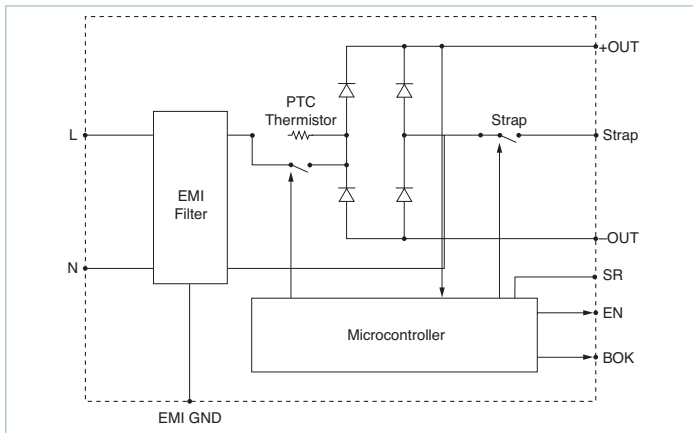 +OUT
PTC
Thermistor
Strap
L
Strap
EMI
Filter
–OUT
N
SR
EN
Microcontroller
BOK
EMI GND